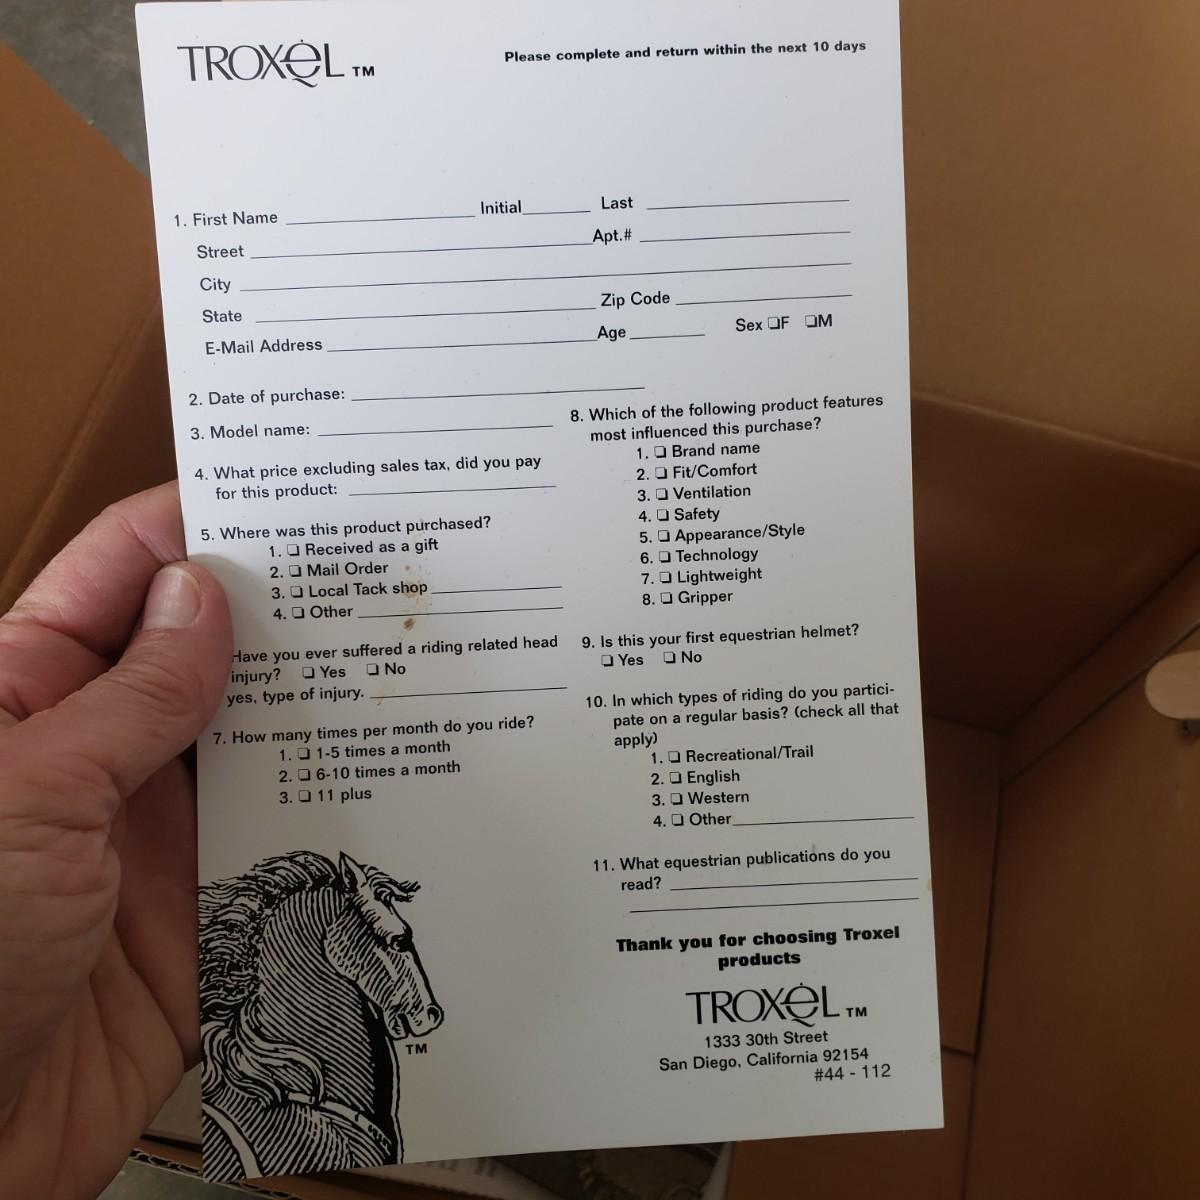 TROXEL TM
Please complete and return within the next 10 days
1. First Name Initial Last
Street Apt.#
City
State Zip Code
E-Mail Address Age Sex ❏F ❏M
2. Date of purchase:
3. Model name:
4. What price excluding sales tax, did you pay
for this product:
5. Where was this product purchased?
1. ❏ Received as a gift
2. ❏ Mail Order
3. ❏ Local Tack shop
4. ❏ Other
Have you ever suffered a riding related head
injury? ❏ Yes ❏ No
yes, type of injury.
7. How many times per month do you ride?
1. ❏ 1-5 times a month
2. ❏ 6-10 times a month
3. ❏ 11 plus
8. Which of the following product features
most influenced this purchase?
1. ❏ Brand name
2. ❏ Fit/Comfort
3. ❏ Ventilation
4. ❏ Safety
5. ❏ Appearance/Style
6. ❏ Technology
7. ❏ Lightweight
8. ❏ Gripper
9. Is this your first equestrian helmet?
❏ Yes ❏ No
10. In which types of riding do you partici-
pate on a regular basis? (check all that
apply)
1. ❏ Recreational/Trail
2. ❏ English
3. ❏ Western
4. ❏ Other
11. What equestrian publications do you
read?
Thank you for choosing Troxel
products
TROXEL TM
1333 30th Street
San Diego, California 92154
#44 - 112
TM